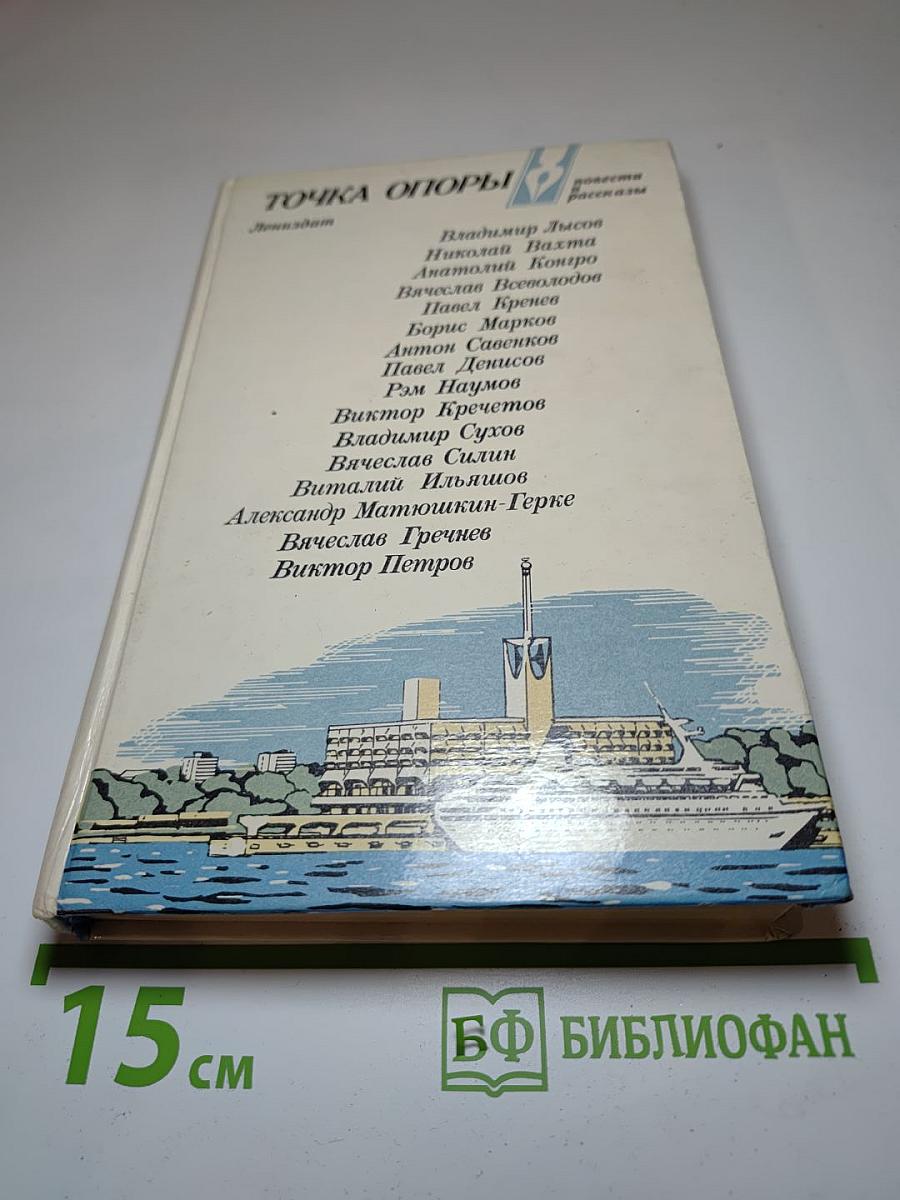 ТОЧКА ОПОРЫ
повести и рассказы
Лениздат
Владимир Лысов
Николай Вахта
Анатолий Конгро
Вячеслав Всеволодов
Павел Кренев
Борис Марков
Антон Савенков
Павел Денисов
Рэм Наумов
Виктор Кречетов
Владимир Сухов
Вячеслав Силин
Виталий Ильяшов
Александр Матюшкин-Герке
Вячеслав Гречнев
Виктор Петров
15 см
БФ БИБЛИОФАН